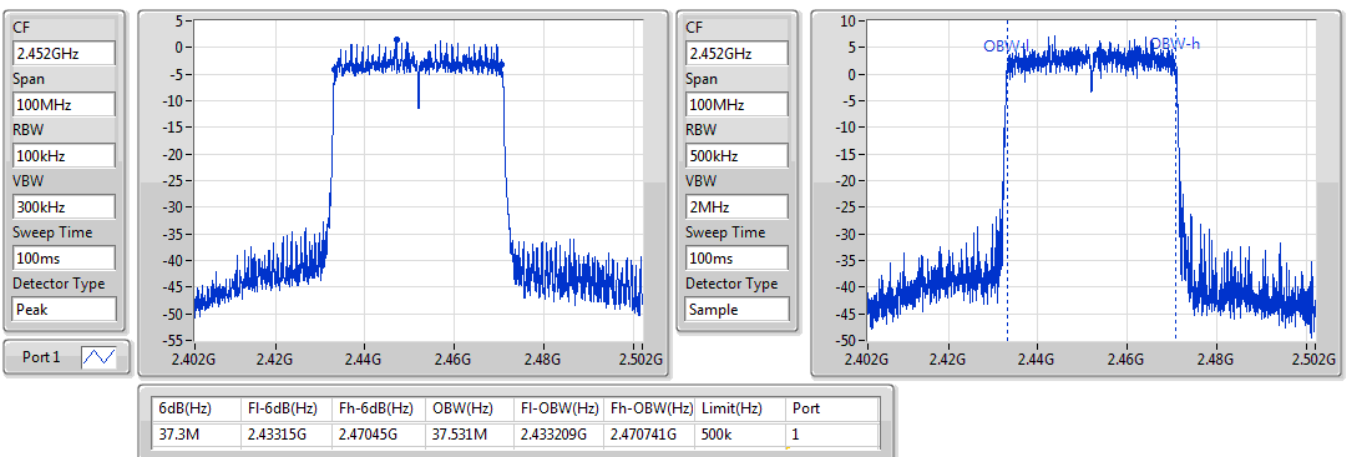 CF
2.452GHz
Span
100MHz
RBW
100kHz
VBW
300kHz
Sweep Time
100ms
Detector Type
Peak
Port 1
5
0
-5
-10
-15
-20
-25
-30
-35
-40
-45
-50
-55
2.402G 2.42G 2.44G 2.46G 2.48G 2.502G
CF
2.452GHz
Span
100MHz
RBW
500kHz
VBW
2MHz
Sweep Time
100ms
Detector Type
Sample
10
5
0
-5
-10
-15
-20
-25
-30
-35
-40
-45
-50
OBW-l OBW-h
2.402G 2.42G 2.44G 2.46G 2.48G 2.502G
6dB(Hz) Fl-6dB(Hz) Fh-6dB(Hz) OBW(Hz) Fl-OBW(Hz) Fh-OBW(Hz) Limit(Hz) Port
37.3M 2.43315G 2.47045G 37.531M 2.433209G 2.470741G 500k 1